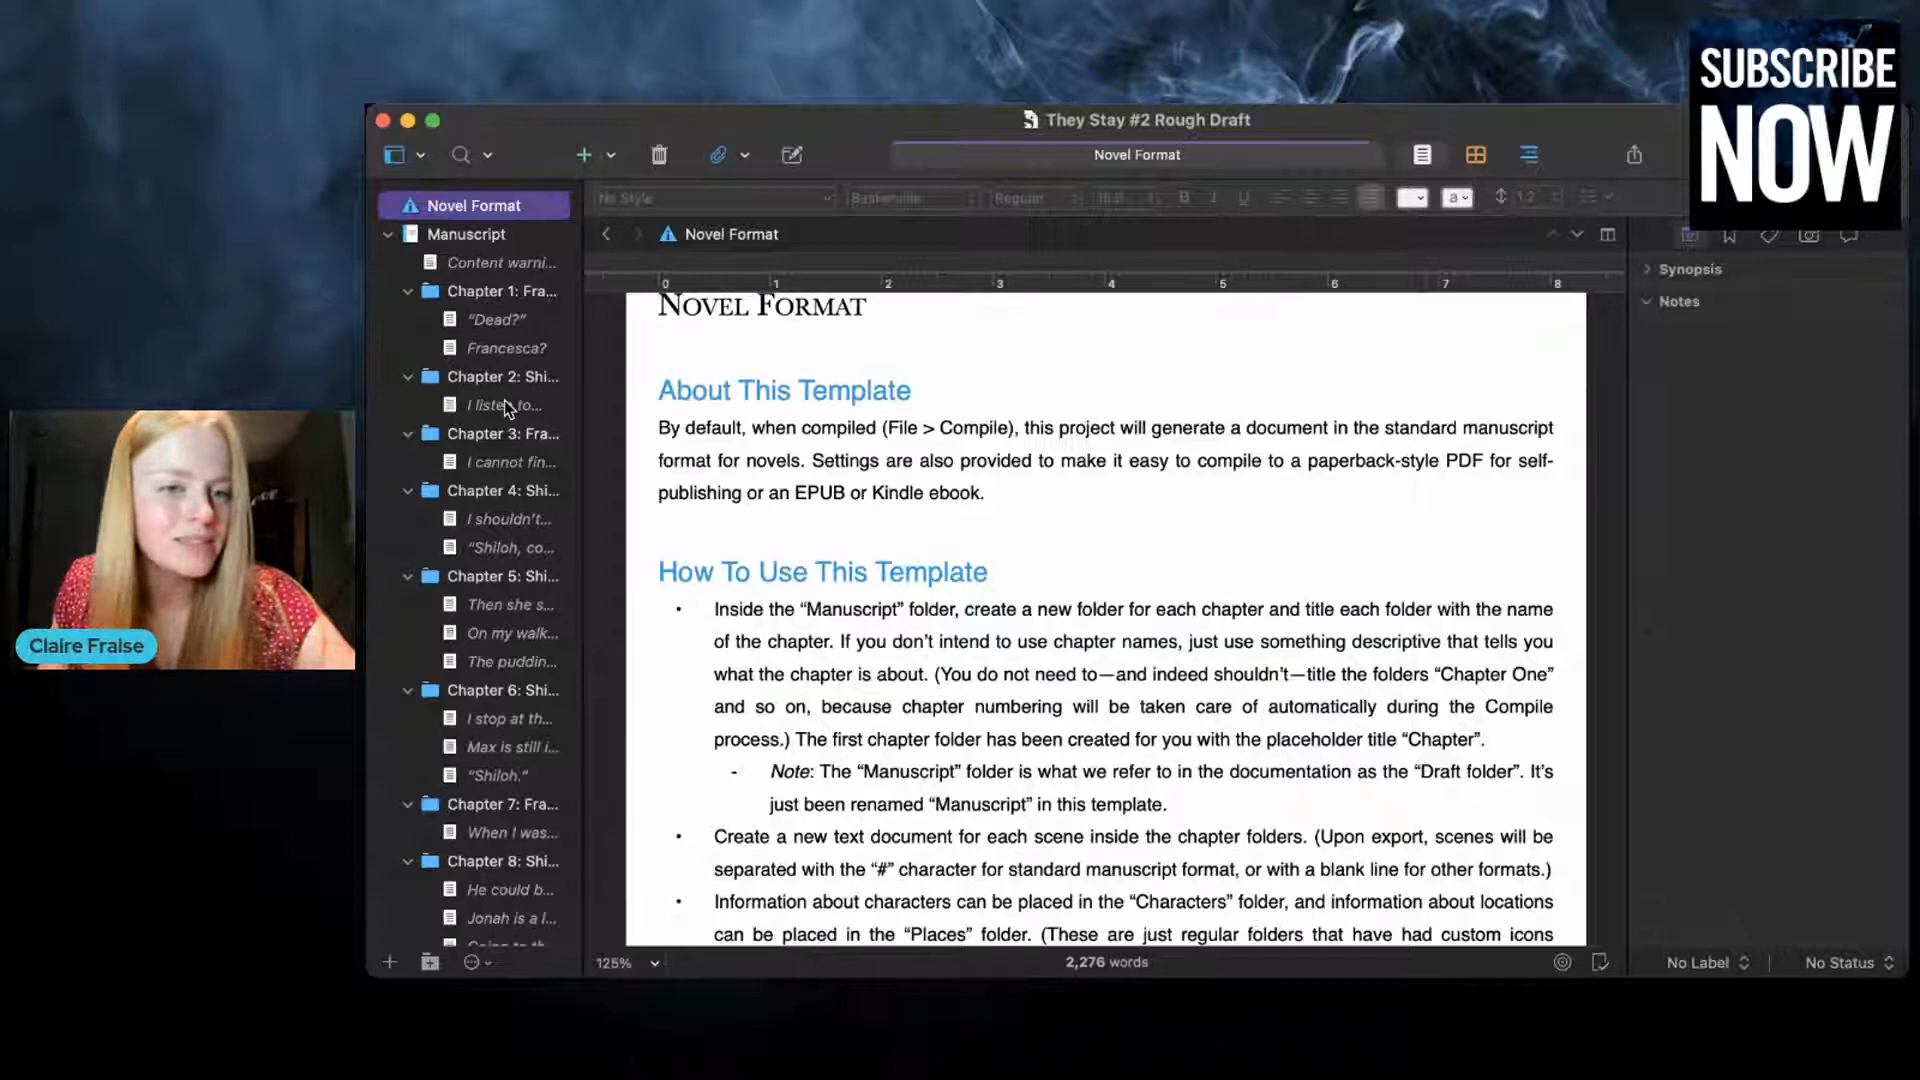 SUBSCRIBE
NOW
They Stay #2 Rough Draft
Novel Format
No Style
Baskerville
Regular
B I U
a
1.2
Novel Format
Novel Format
Manuscript
Content warni...
Chapter 1: Fra...
“Dead?”
Francesca?
Chapter 2: Shi...
I listen to...
Chapter 3: Fra...
I cannot fin...
Chapter 4: Shi...
I shouldn’t...
“Shiloh, co...
Chapter 5: Shi...
Then she s...
On my walk...
The puddin...
Chapter 6: Shi...
I stop at th...
Max is still i...
“Shiloh.”
Chapter 7: Fra...
When I was...
Chapter 8: Shi...
He could b...
Jonah is a l...
0 1 2 3 4 5 6 7 8
NOVEL FORMAT
About This Template
By default, when compiled (File > Compile), this project will generate a document in the standard manuscript
format for novels. Settings are also provided to make it easy to compile to a paperback-style PDF for self-
publishing or an EPUB or Kindle ebook.
How To Use This Template
• Inside the “Manuscript” folder, create a new folder for each chapter and title each folder with the name
of the chapter. If you don’t intend to use chapter names, just use something descriptive that tells you
what the chapter is about. (You do not need to—and indeed shouldn’t—title the folders “Chapter One”
and so on, because chapter numbering will be taken care of automatically during the Compile
process.) The first chapter folder has been created for you with the placeholder title “Chapter”.
- Note: The “Manuscript” folder is what we refer to in the documentation as the “Draft folder”. It’s
just been renamed “Manuscript” in this template.
• Create a new text document for each scene inside the chapter folders. (Upon export, scenes will be
separated with the “#” character for standard manuscript format, or with a blank line for other formats.)
• Information about characters can be placed in the “Characters” folder, and information about locations
can be placed in the “Places” folder. (These are just regular folders that have had custom icons
Synopsis
Notes
125%
2,276 words
No Label
No Status
Claire Fraise